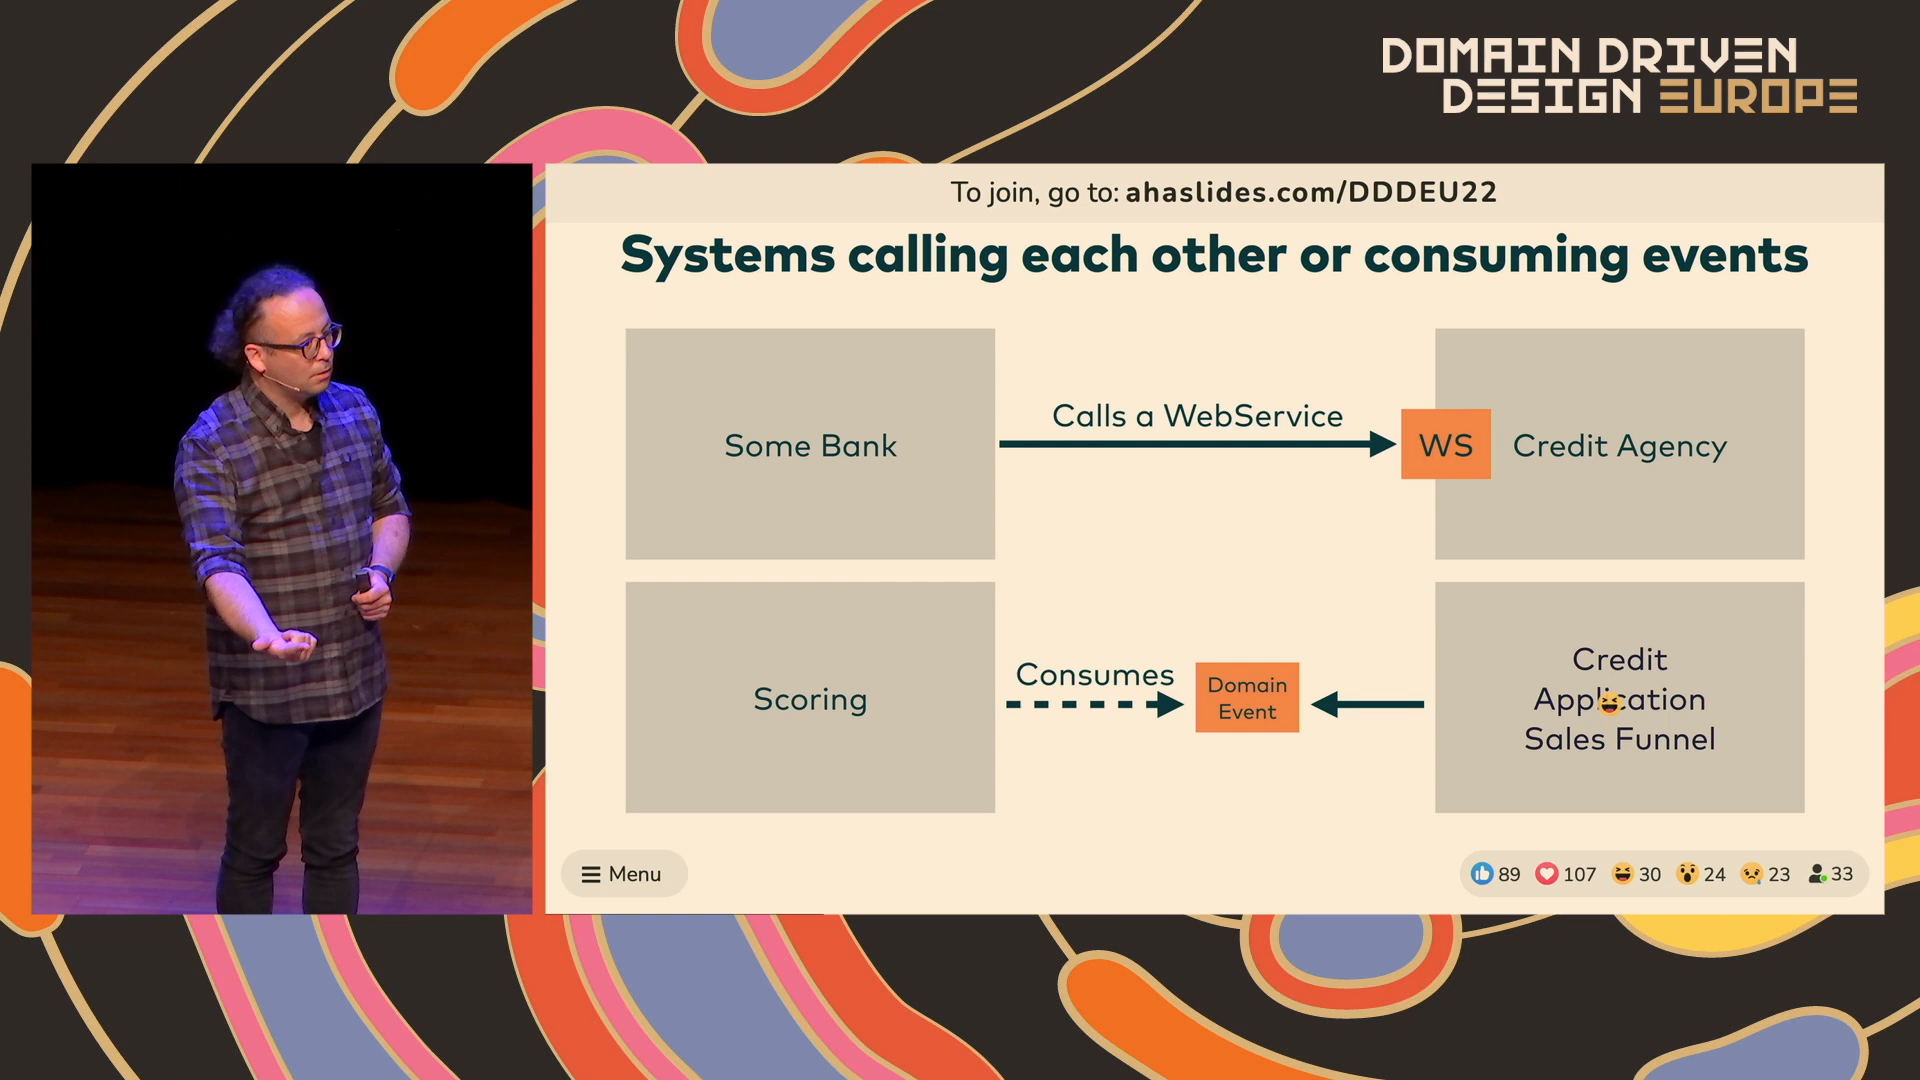 DOMAIN DRIVEN
DESIGN EUROPE
To join, go to: ahaslides.com/DDDEU22
Systems calling each other or consuming events
Some Bank
Calls a WebService
WS
Credit Agency
Scoring
Consumes
Domain
Event
Credit
Application
Sales Funnel
Menu
89
107
30
24
23
33